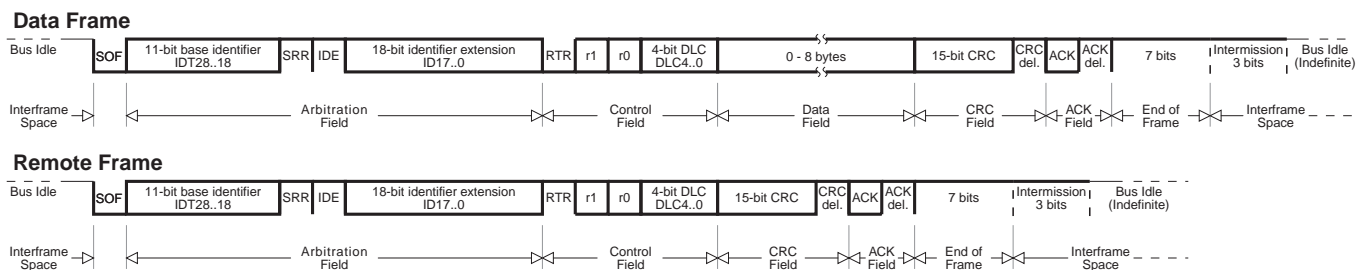 Data Frame
Bus Idle SOF 11-bit base identifier IDT28..18 SRR IDE 18-bit identifier extension ID17..0 RTR r1 r0 4-bit DLC DLC4..0 0 - 8 bytes 15-bit CRC CRC del. ACK ACK del. 7 bits Intermission 3 bits Bus Idle (Indefinite)
Interframe Space Arbitration Field Control Field Data Field CRC Field ACK Field End of Frame Interframe Space
Remote Frame
Bus Idle SOF 11-bit base identifier IDT28..18 SRR IDE 18-bit identifier extension ID17..0 RTR r1 r0 4-bit DLC DLC4..0 15-bit CRC CRC del. ACK ACK del. 7 bits Intermission 3 bits Bus Idle (Indefinite)
Interframe Space Arbitration Field Control Field CRC Field ACK Field End of Frame Interframe Space